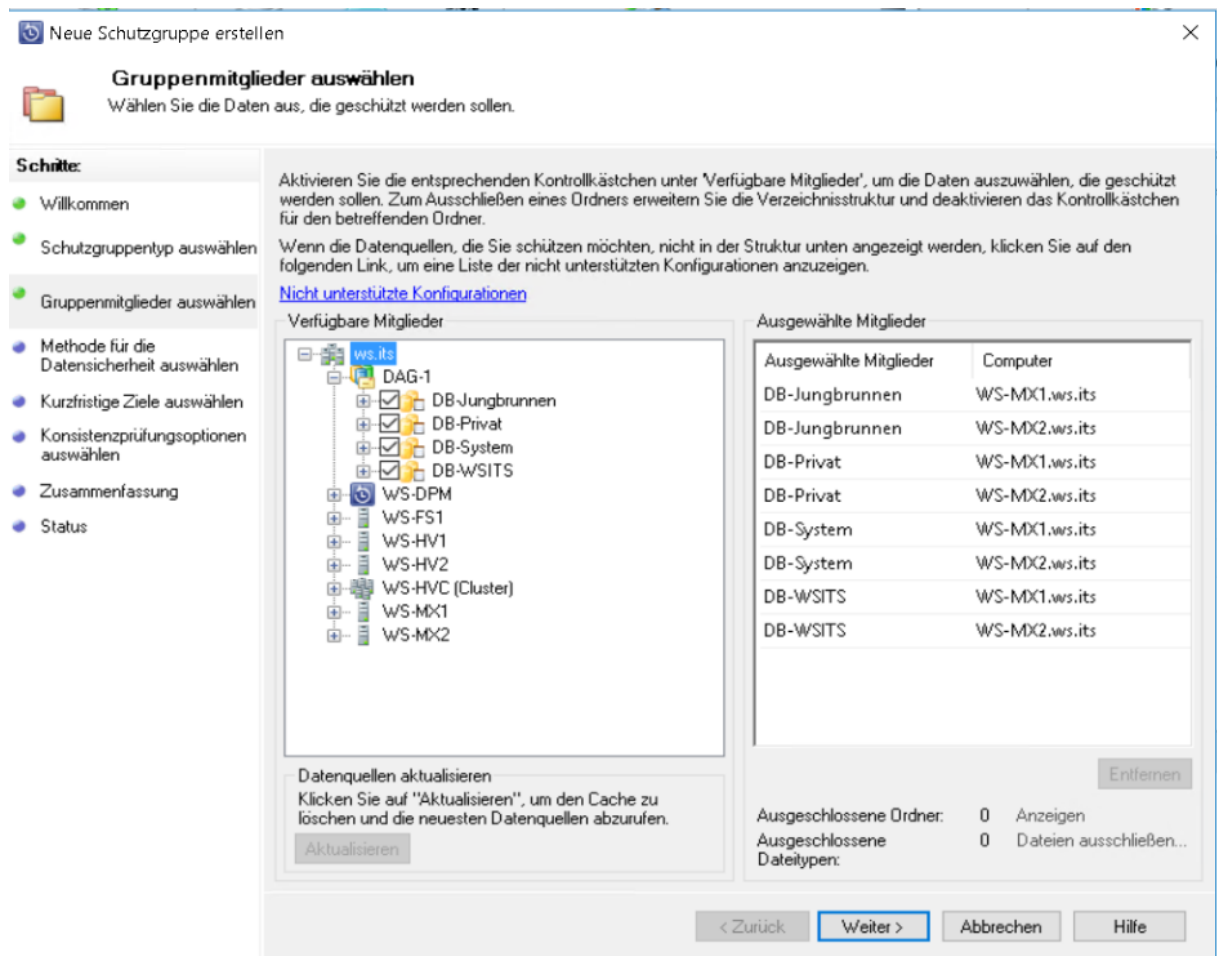 Neue Schutzgruppe erstellen
Gruppenmitglieder auswählen
Wählen Sie die Daten aus, die geschützt werden sollen.
Schritte:
Willkommen
Schutzgruppentyp auswählen
Gruppenmitglieder auswählen
Methode für die
Datensicherheit auswählen
Kurzfristige Ziele auswählen
Konsistenzprüfungsoptionen
auswählen
Zusammenfassung
Status
Aktivieren Sie die entsprechenden Kontrollkästchen unter 'Verfügbare Mitglieder', um die Daten auszuwählen, die geschützt
werden sollen. Zum Ausschließen eines Ordners erweitern Sie die Verzeichnisstruktur und deaktivieren das Kontrollkästchen
für den betreffenden Ordner.
Wenn die Datenquellen, die Sie schützen möchten, nicht in der Struktur unten angezeigt werden, klicken Sie auf den
folgenden Link, um eine Liste der nicht unterstützten Konfigurationen anzuzeigen.
Nicht unterstützte Konfigurationen
Verfügbare Mitglieder
ws.its
DAG-1
DB-Jungbrunnen
DB-Privat
DB-System
DB-WSITS
WS-DPM
WS-FS1
WS-HV1
WS-HV2
WS-HVC (Cluster)
WS-MX1
WS-MX2
Datenquellen aktualisieren
Klicken Sie auf "Aktualisieren", um den Cache zu
löschen und die neuesten Datenquellen abzurufen.
Aktualisieren
Ausgewählte Mitglieder
Ausgewählte Mitglieder Computer
DB-Jungbrunnen WS-MX1.ws.its
DB-Jungbrunnen WS-MX2.ws.its
DB-Privat WS-MX1.ws.its
DB-Privat WS-MX2.ws.its
DB-System WS-MX1.ws.its
DB-System WS-MX2.ws.its
DB-WSITS WS-MX1.ws.its
DB-WSITS WS-MX2.ws.its
Entfernen
Ausgeschlossene Ordner: 0 Anzeigen
Ausgeschlossene 0 Dateien ausschließen...
Dateitypen:
< Zurück Weiter > Abbrechen Hilfe